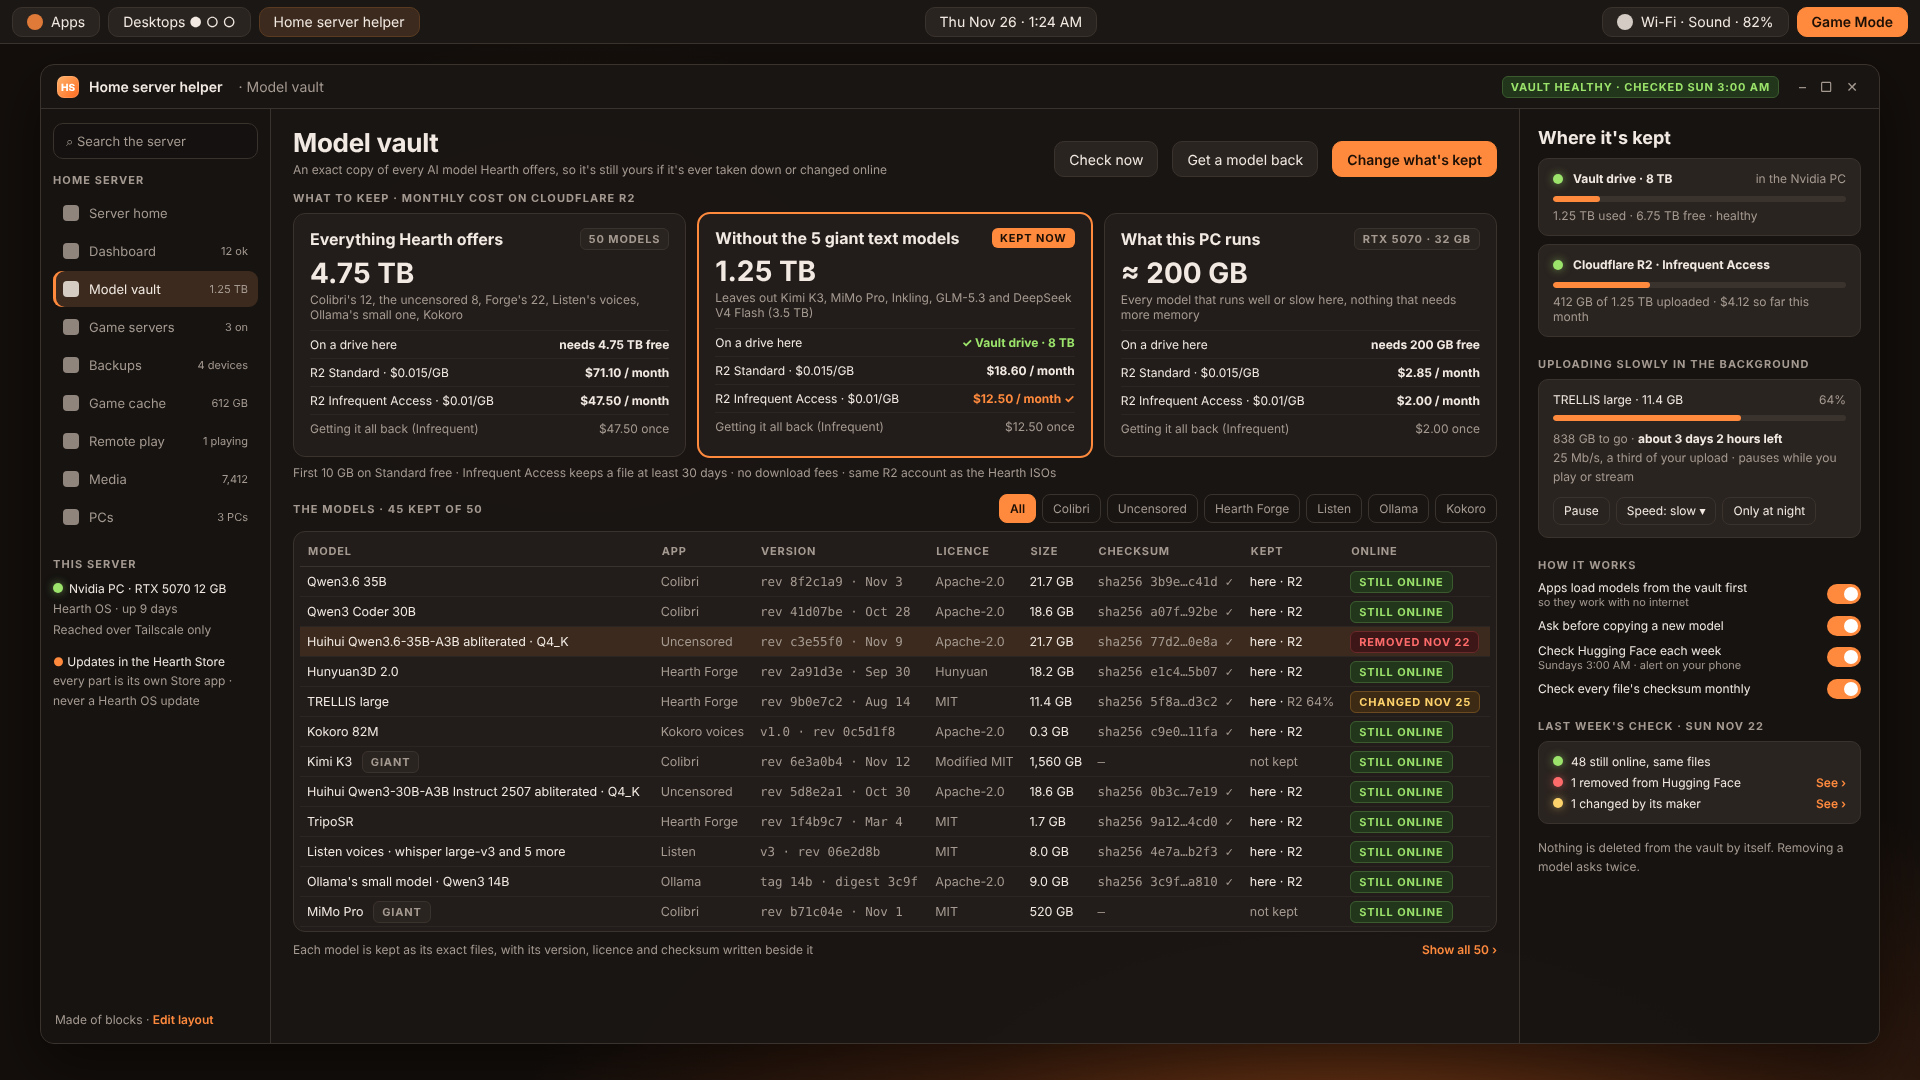 Apps
Desktops
Home server helper
Thu Nov 26 · 1:24 AM
Wi-Fi · Sound · 82%
Game Mode
HS
Home server helper · Model vault
VAULT HEALTHY · CHECKED SUN 3:00 AM
Search the server
HOME SERVER
Server home
Dashboard 12 ok
Model vault 1.25 TB
Game servers 3 on
Backups 4 devices
Game cache 612 GB
Remote play 1 playing
Media 7,412
PCs 3 PCs
THIS SERVER
Nvidia PC · RTX 5070 12 GB
Hearth OS · up 9 days
Reached over Tailscale only
Updates in the Hearth Store
every part is its own Store app ·
never a Hearth OS update
Made of blocks · Edit layout
Model vault
An exact copy of every AI model Hearth offers, so it's still yours if it's ever taken down or changed online
Check now
Get a model back
Change what's kept
WHAT TO KEEP · MONTHLY COST ON CLOUDFLARE R2
Everything Hearth offers 50 MODELS
4.75 TB
Colibri's 12, the uncensored 8, Forge's 22, Listen's voices,
Ollama's small one, Kokoro
On a drive here needs 4.75 TB free
R2 Standard · $0.015/GB $71.10 / month
R2 Infrequent Access · $0.01/GB $47.50 / month
Getting it all back (Infrequent) $47.50 once
Without the 5 giant text models KEPT NOW
1.25 TB
Leaves out Kimi K3, MiMo Pro, Inkling, GLM-5.3 and DeepSeek
V4 Flash (3.5 TB)
On a drive here ✓ Vault drive · 8 TB
R2 Standard · $0.015/GB $18.60 / month
R2 Infrequent Access · $0.01/GB $12.50 / month ✓
Getting it all back (Infrequent) $12.50 once
What this PC runs RTX 5070 · 32 GB
≈ 200 GB
Every model that runs well or slow here, nothing that needs
more memory
On a drive here needs 200 GB free
R2 Standard · $0.015/GB $2.85 / month
R2 Infrequent Access · $0.01/GB $2.00 / month
Getting it all back (Infrequent) $2.00 once
First 10 GB on Standard free · Infrequent Access keeps a file at least 30 days · no download fees · same R2 account as the Hearth ISOs
THE MODELS · 45 KEPT OF 50
All Colibri Uncensored Hearth Forge Listen Ollama Kokoro
MODEL APP VERSION LICENCE SIZE CHECKSUM KEPT ONLINE
Qwen3.6 35B Colibri rev 8f2c1a9 · Nov 3 Apache-2.0 21.7 GB sha256 3b9e…c41d ✓ here · R2 STILL ONLINE
Qwen3 Coder 30B Colibri rev 41d07be · Oct 28 Apache-2.0 18.6 GB sha256 a07f…92be ✓ here · R2 STILL ONLINE
Huihui Qwen3.6-35B-A3B abliterated · Q4_K Uncensored rev c3e55f0 · Nov 9 Apache-2.0 21.7 GB sha256 77d2…0e8a ✓ here · R2 REMOVED NOV 22
Hunyuan3D 2.0 Hearth Forge rev 2a91d3e · Sep 30 Hunyuan 18.2 GB sha256 e1c4…5b07 ✓ here · R2 STILL ONLINE
TRELLIS large Hearth Forge rev 9b0e7c2 · Aug 14 MIT 11.4 GB sha256 5f8a…d3c2 ✓ here · R2 64% CHANGED NOV 25
Kokoro 82M Kokoro voices v1.0 · rev 0c5d1f8 Apache-2.0 0.3 GB sha256 c9e0…11fa ✓ here · R2 STILL ONLINE
Kimi K3 GIANT Colibri rev 6e3a0b4 · Nov 12 Modified MIT 1,560 GB — not kept STILL ONLINE
Huihui Qwen3-30B-A3B Instruct 2507 abliterated · Q4_K Uncensored rev 5d8e2a1 · Oct 30 Apache-2.0 18.6 GB sha256 0b3c…7e19 ✓ here · R2 STILL ONLINE
TripoSR Hearth Forge rev 1f4b9c7 · Mar 4 MIT 1.7 GB sha256 9a12…4cd0 ✓ here · R2 STILL ONLINE
Listen voices · whisper large-v3 and 5 more Listen v3 · rev 06e2d8b MIT 8.0 GB sha256 4e7a…b2f3 ✓ here · R2 STILL ONLINE
Ollama's small model · Qwen3 14B Ollama tag 14b · digest 3c9f Apache-2.0 9.0 GB sha256 3c9f…a810 ✓ here · R2 STILL ONLINE
MiMo Pro GIANT Colibri rev b71c04e · Nov 1 MIT 520 GB — not kept STILL ONLINE
Each model is kept as its exact files, with its version, licence and checksum written beside it
Show all 50 ›
Where it's kept
Vault drive · 8 TB in the Nvidia PC
1.25 TB used · 6.75 TB free · healthy
Cloudflare R2 · Infrequent Access
412 GB of 1.25 TB uploaded · $4.12 so far this
month
UPLOADING SLOWLY IN THE BACKGROUND
TRELLIS large · 11.4 GB 64%
838 GB to go · about 3 days 2 hours left
25 Mb/s, a third of your upload · pauses while you
play or stream
Pause Speed: slow ▾ Only at night
HOW IT WORKS
Apps load models from the vault first
so they work with no internet
Ask before copying a new model
Check Hugging Face each week
Sundays 3:00 AM · alert on your phone
Check every file's checksum monthly
LAST WEEK'S CHECK · SUN NOV 22
48 still online, same files
1 removed from Hugging Face See ›
1 changed by its maker See ›
Nothing is deleted from the vault by itself. Removing a
model asks twice.